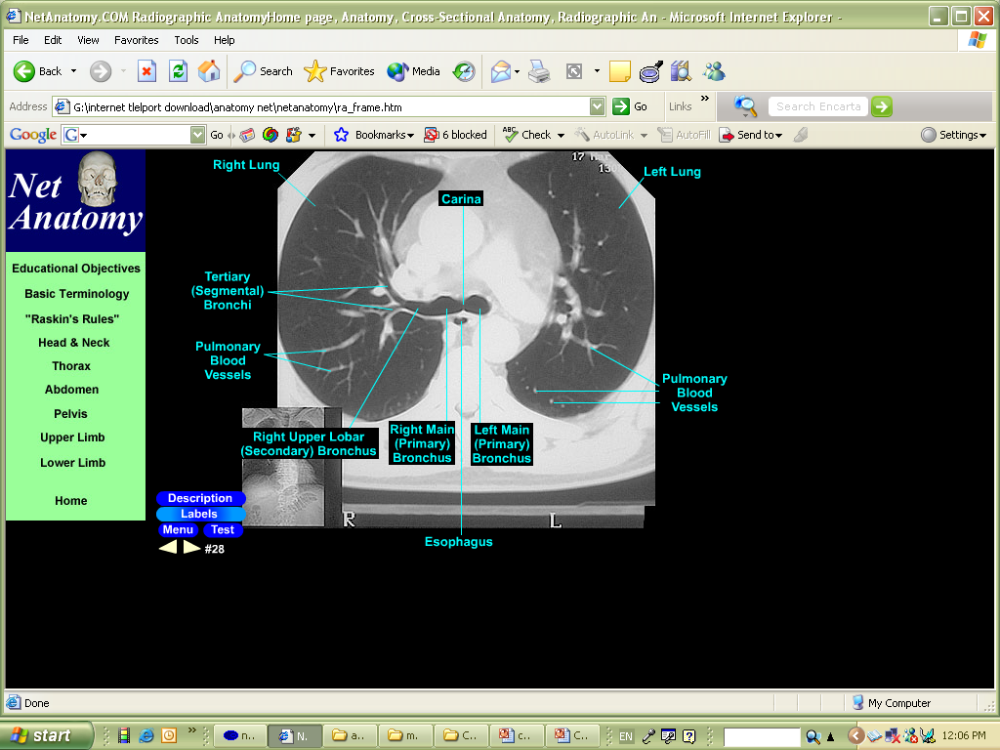 NetAnatomy.COM Radiographic AnatomyHome page, Anatomy, Cross-Sectional Anatomy, Radiographic An - Microsoft Internet Explorer -
File Edit View Favorites Tools Help
Back Search Favorites Media
Address G:\internet tlelport download\anatomy net\netanatomy\ra_frame.htm Go Links » Search Encarta
Google G Go Bookmarks 6 blocked ABC Check AutoLink AutoFill Send to Settings
Net
Anatomy
Educational Objectives
Basic Terminology
"Raskin's Rules"
Head & Neck
Thorax
Abdomen
Pelvis
Upper Limb
Lower Limb
Home
17 Mar
130
Right Lung
Left Lung
Carina
Tertiary
(Segmental)
Bronchi
Pulmonary
Blood
Vessels
Pulmonary
Blood
Vessels
Right Upper Lobar
(Secondary) Bronchus
Right Main
(Primary)
Bronchus
Left Main
(Primary)
Bronchus
R
L
Esophagus
Description
Labels
Menu Test
#28
Done My Computer
start » n... N. a... m. C... c... C... EN 12:06 PM